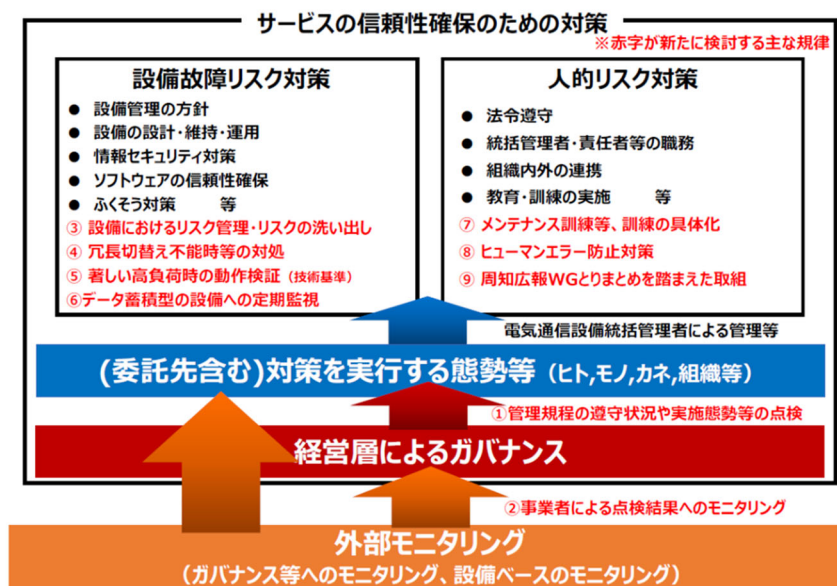 サービスの信頼性確保のための対策
※赤字が新たに検討する主な規律
設備故障リスク対策
● 設備管理の方針
● 設備の設計・維持・運用
● 情報セキュリティ対策
● ソフトウェアの信頼性確保
● ふくそう対策　等
③ 設備におけるリスク管理・リスクの洗い出し
④ 冗長切替え不能時等の対処
⑤ 著しい高負荷時の動作検証（技術基準）
⑥データ蓄積型の設備への定期監視
人的リスク対策
● 法令遵守
● 統括管理者・責任者等の職務
● 組織内外の連携
● 教育・訓練の実施　等
⑦ メンテナンス訓練等、訓練の具体化
⑧ ヒューマンエラー防止対策
⑨ 周知広報WGとりまとめを踏まえた取組
電気通信設備統括管理者による管理等
(委託先含む)対策を実行する態勢等（ヒト,モノ,カネ,組織等）
①管理規程の遵守状況や実施態勢等の点検
経営層によるガバナンス
②事業者による点検結果へのモニタリング
外部モニタリング
（ガバナンス等へのモニタリング、設備ベースのモニタリング）